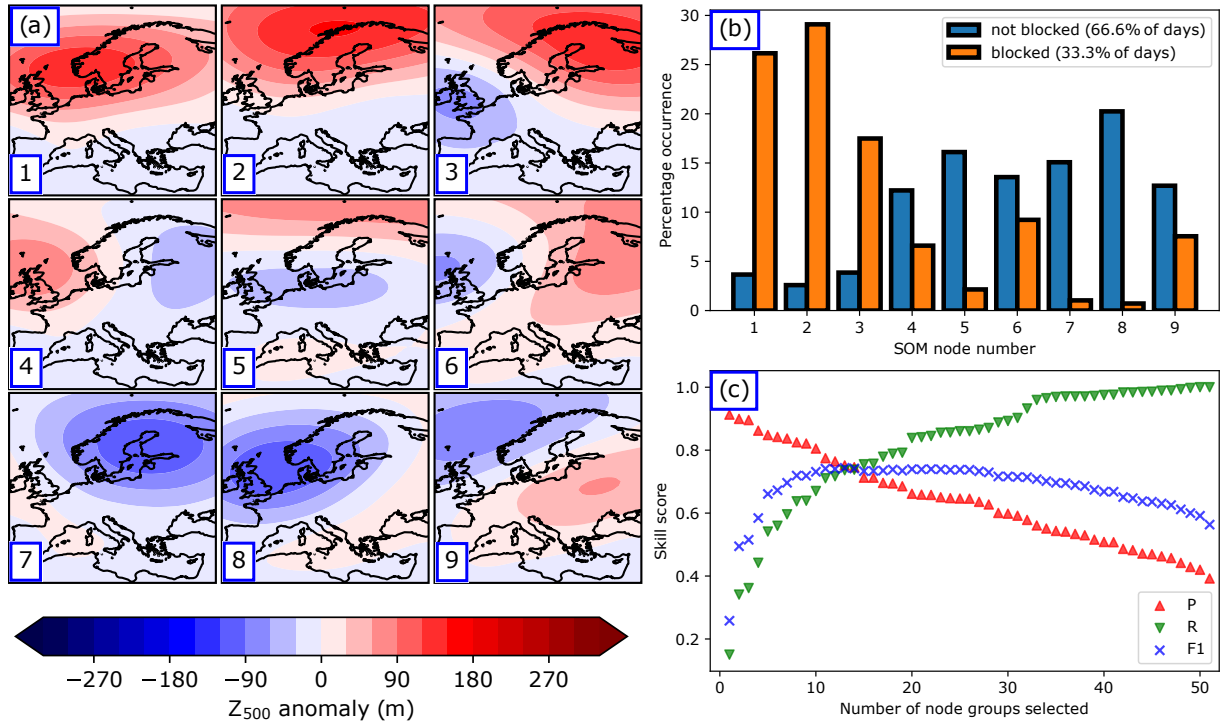 (a)
1
2
3
4
5
6
7
8
9
−270 −180 −90 0 90 180 270
Z500 anomaly (m)
(b)
not blocked (66.6% of days)
blocked (33.3% of days)
Percentage occurrence
30
25
20
15
10
5
0
1 2 3 4 5 6 7 8 9
SOM node number
(c)
Skill score
1.0
0.8
0.6
0.4
0.2
P
R
F1
0 10 20 30 40 50
Number of node groups selected